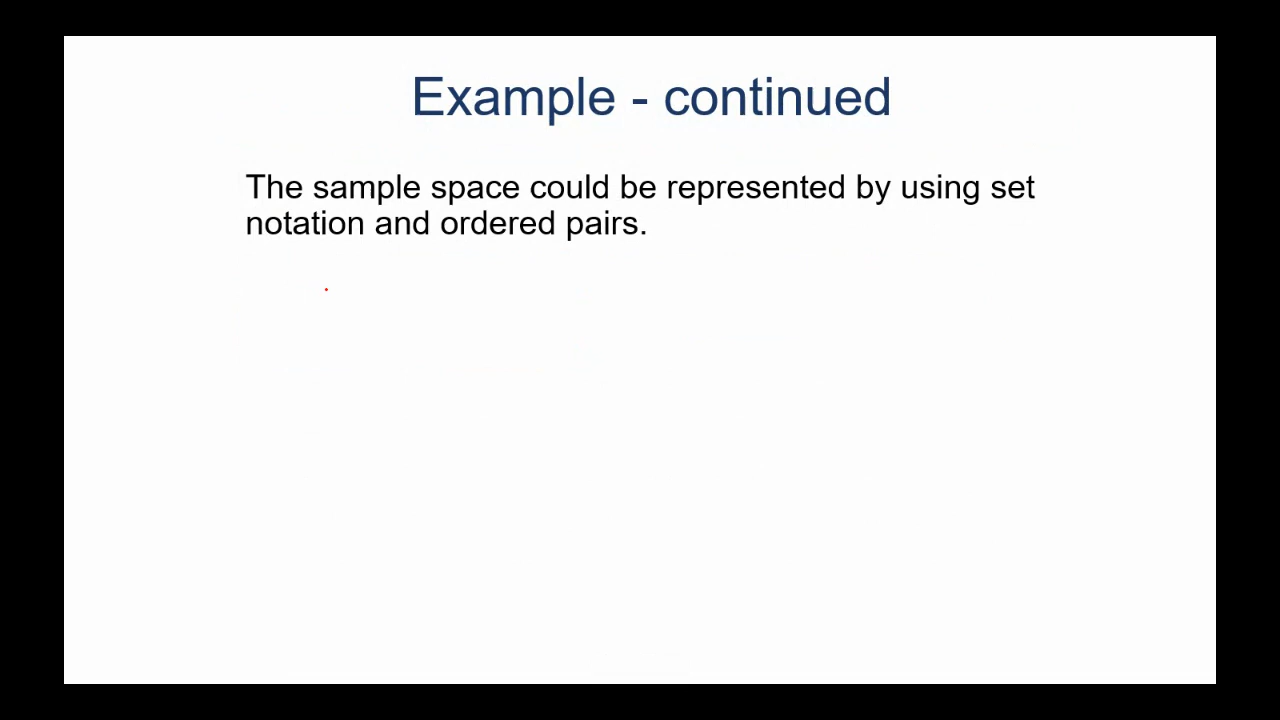 Example - continued
The sample space could be represented by using set
notation and ordered pairs.